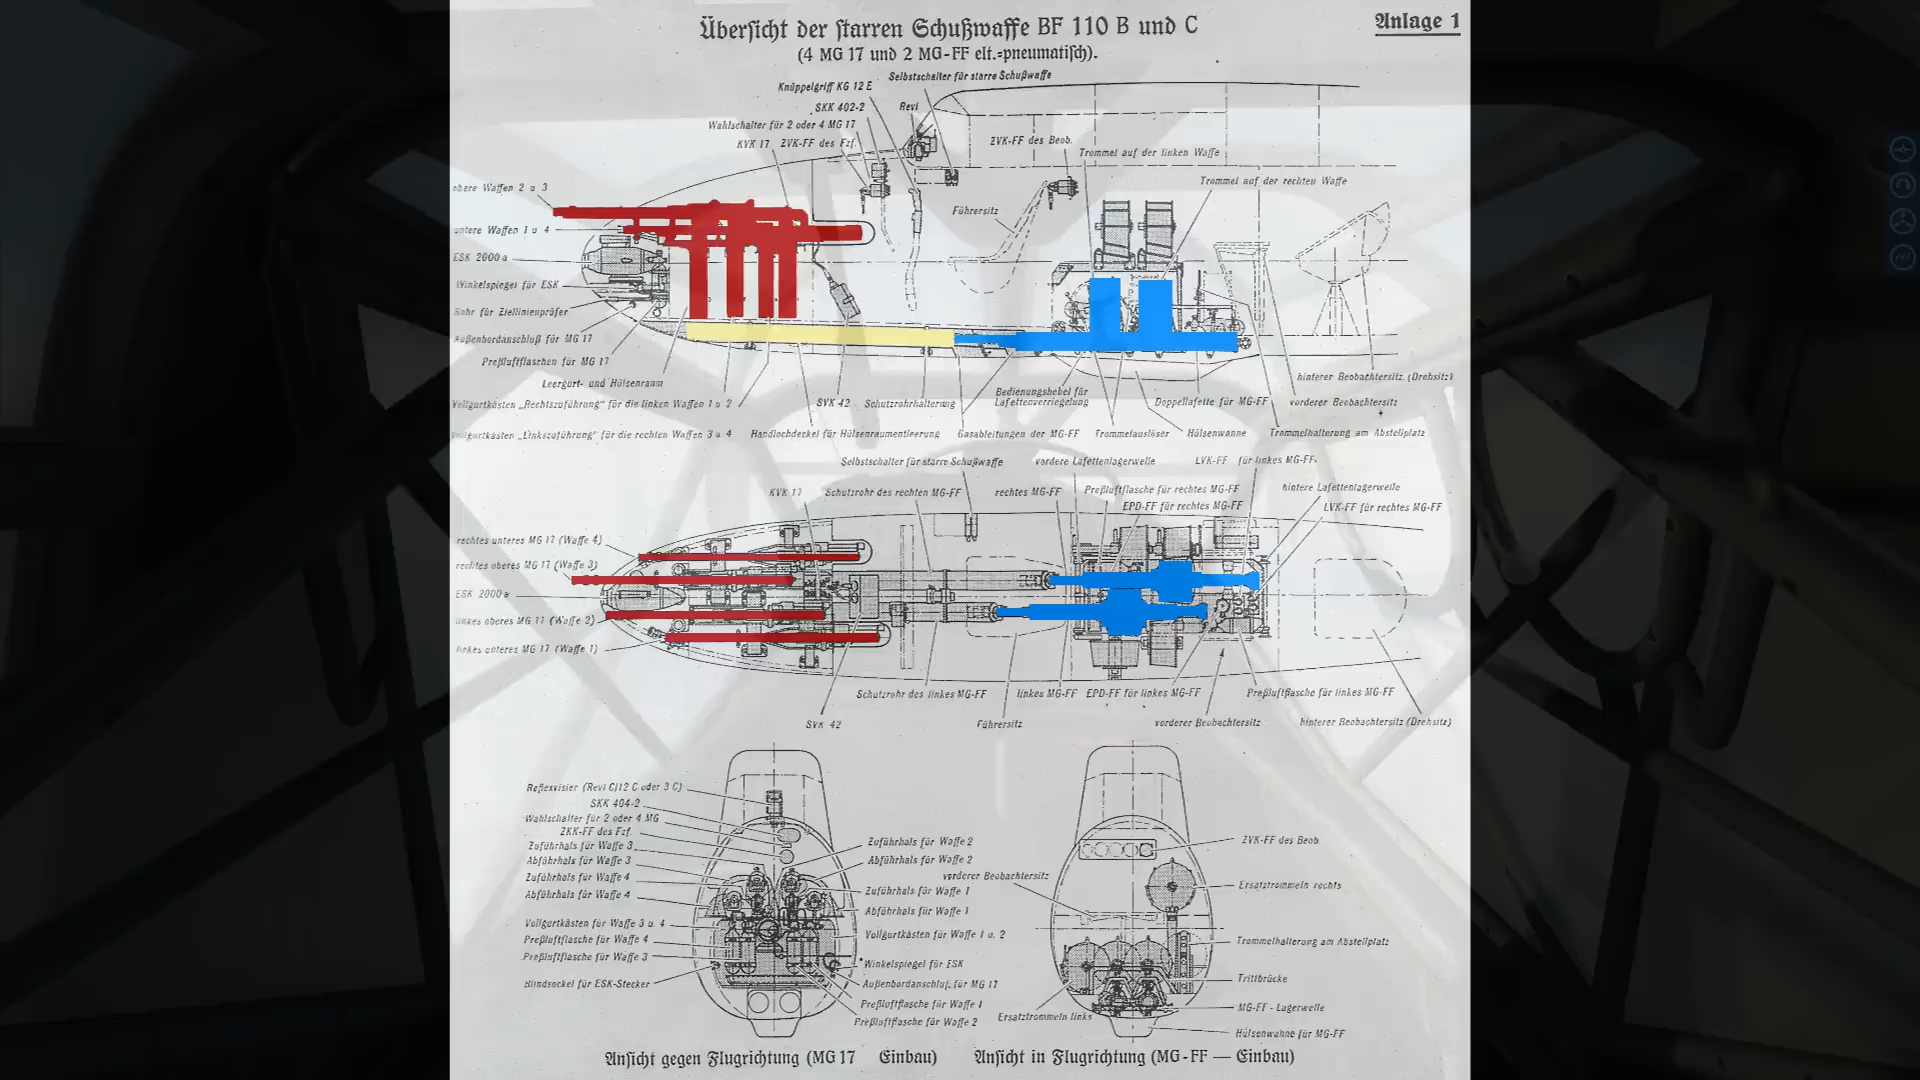 Übersicht der starren Schußwaffe BF 110 B und C
Anlage 1
(4 MG 17 und 2 MG-FF elt.=pneumatisch).
Selbstschalter für starre Schußwaffe
Knüppelgriff KG 12 E
SKK 402-2
Revi
Wahlschalter für 2 oder 4 MG 17
KVK 17
ZVK-FF des Fzf.
ZVK-FF des Beob.
Trommel auf der linken Waffe
Trommel auf der rechten Waffe
obere Waffen 2 u 3
Führersitz
untere Waffen 1 u 4
ESK 2000 a
Winkelspiegel für ESK
Rohr für Ziellinienprüfer
Außenbordanschluß für MG 17
Preßluftflaschen für MG 17
Leergurt- und Hülsenraum
hinterer Beobachtersitz (Drehsitz)
Bedienungshebel für
Lafettenverriegelung
Vollgurtkästen „Rechtszuführung" für die linken Waffen 1 u 2
SVK 42
Schutzrohrhalterung
Doppellafette für MG-FF
vorderer Beobachtersitz
Vollgurtkästen „Linkszuführung" für die rechten Waffen 3 u 4
Handlochdeckel für Hülsenraumentleerung
Gasableitungen der MG-FF
Trommelauslöser
Hülsenwanne
Trommelhalterung am Abstellplatz
Selbstschalter für starre Schußwaffe
vordere Lafettenlagerwelle
LVK-FF für linkes MG-FF
KVK 17
Schutzrohr des rechten MG-FF
rechtes MG-FF
Preßluftflasche für rechtes MG-FF
hintere Lafettenlagerwelle
EPD-FF für rechtes MG-FF
LVK-FF für rechtes MG-FF
rechtes unteres MG 17 (Waffe 4)
rechtes oberes MG 17 (Waffe 3)
ESK 2000 a
linkes oberes MG 17 (Waffe 2)
linkes unteres MG 17 (Waffe 1)
Schutzrohr des linkes MG-FF
linkes MG-FF
EPD-FF für linkes MG-FF
Preßluftflasche für linkes MG-FF
SVK 42
Führersitz
vorderer Beobachtersitz
hinterer Beobachtersitz (Drehsitz)
Reflexvisier (Revi C/12 C oder 3 C)
SKK 404-2
Wahlschalter für 2 oder 4 MG
ZKK-FF des Fzf.
Zuführhals für Waffe 3
Abführhals für Waffe 3
Zuführhals für Waffe 4
Abführhals für Waffe 4
Vollgurtkästen für Waffe 3 u. 4
Preßluftflasche für Waffe 4
Preßluftflasche für Waffe 3
Blindsockel für ESK-Stecker
Zuführhals für Waffe 2
Abführhals für Waffe 2
vorderer Beobachtersitz
Zuführhals für Waffe 1
Abführhals für Waffe 1
Vollgurtkästen für Waffe 1 u. 2
Winkelspiegel für ESK
Außenbordanschluß für MG 17
Preßluftflasche für Waffe 1
Preßluftflasche für Waffe 2
ZVK-FF des Beob.
Ersatztrommeln rechts
Trommelhalterung am Abstellplatz
Trittbrücke
MG-FF - Lagerwelle
Ersatztrommeln links
Hülsenwanne für MG-FF
Ansicht gegen Flugrichtung (MG 17 Einbau)
Ansicht in Flugrichtung (MG-FF — Einbau)